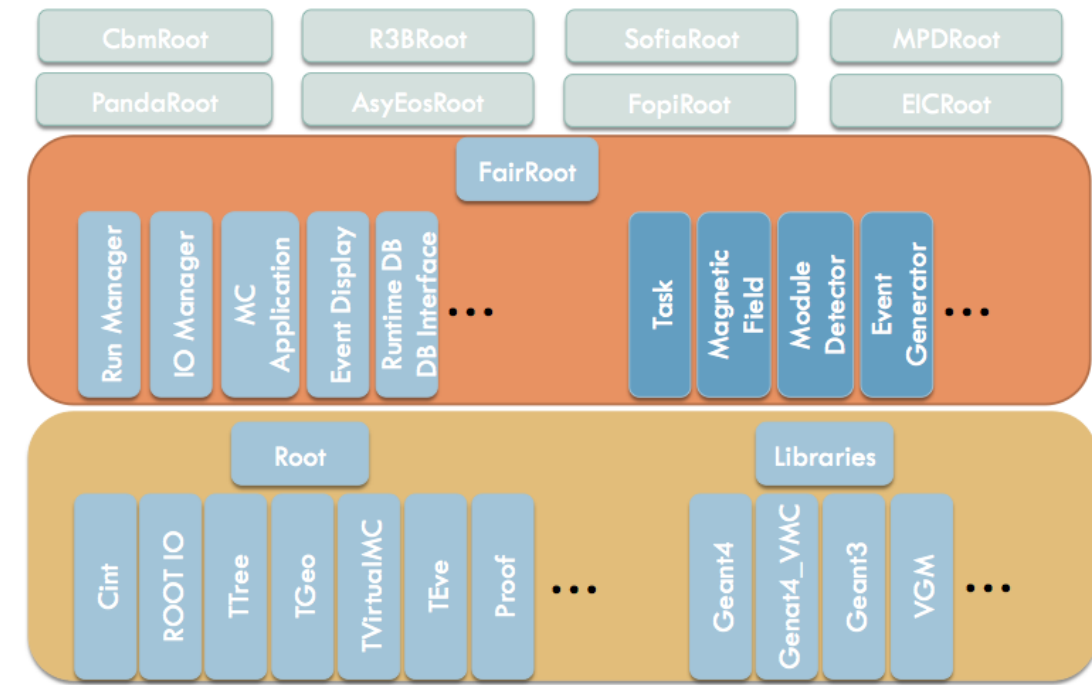 CbmRoot
R3BRoot
SofiaRoot
MPDRoot
PandaRoot
AsyEosRoot
FopiRoot
EICRoot
FairRoot
Run Manager
IO Manager
MC
Application
Event Display
Runtime DB
DB Interface
...
Task
Magnetic
Field
Module
Detector
Event
Generator
...
Root
Libraries
Cint
ROOT IO
TTree
TGeo
TVirtualMC
TEve
Proof
...
Geant4
Genat4_VMC
Geant3
VGM
...